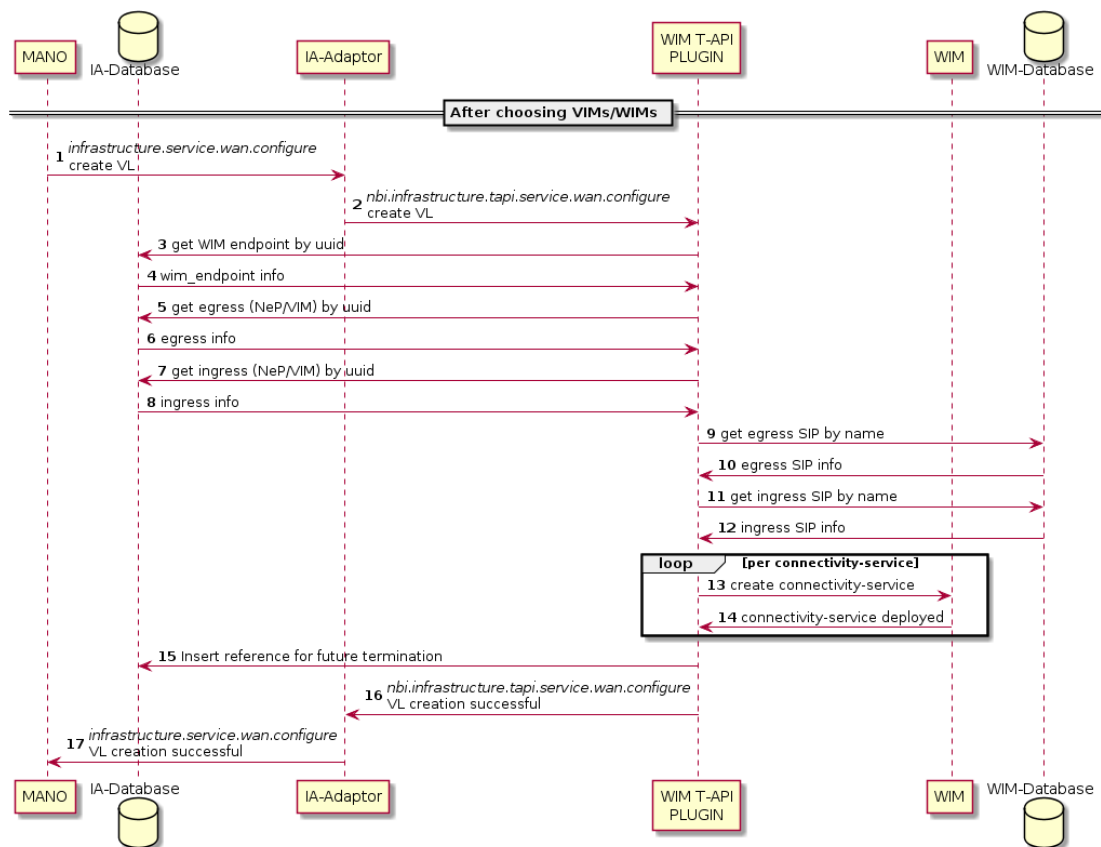 MANO
IA-Database
IA-Adaptor
WIM T-API
PLUGIN
WIM
WIM-Database
After choosing VIMs/WIMs
1 infrastructure.service.wan.configure
create VL
2 nbi.infrastructure.tapi.service.wan.configure
create VL
3 get WIM endpoint by uuid
4 wim_endpoint info
5 get egress (NeP/VIM) by uuid
6 egress info
7 get ingress (NeP/VIM) by uuid
8 ingress info
9 get egress SIP by name
10 egress SIP info
11 get ingress SIP by name
12 ingress SIP info
loop [per connectivity-service]
13 create connectivity-service
14 connectivity-service deployed
15 Insert reference for future termination
16 nbi.infrastructure.tapi.service.wan.configure
VL creation successful
17 infrastructure.service.wan.configure
VL creation successful
MANO
IA-Database
IA-Adaptor
WIM T-API
PLUGIN
WIM
WIM-Database